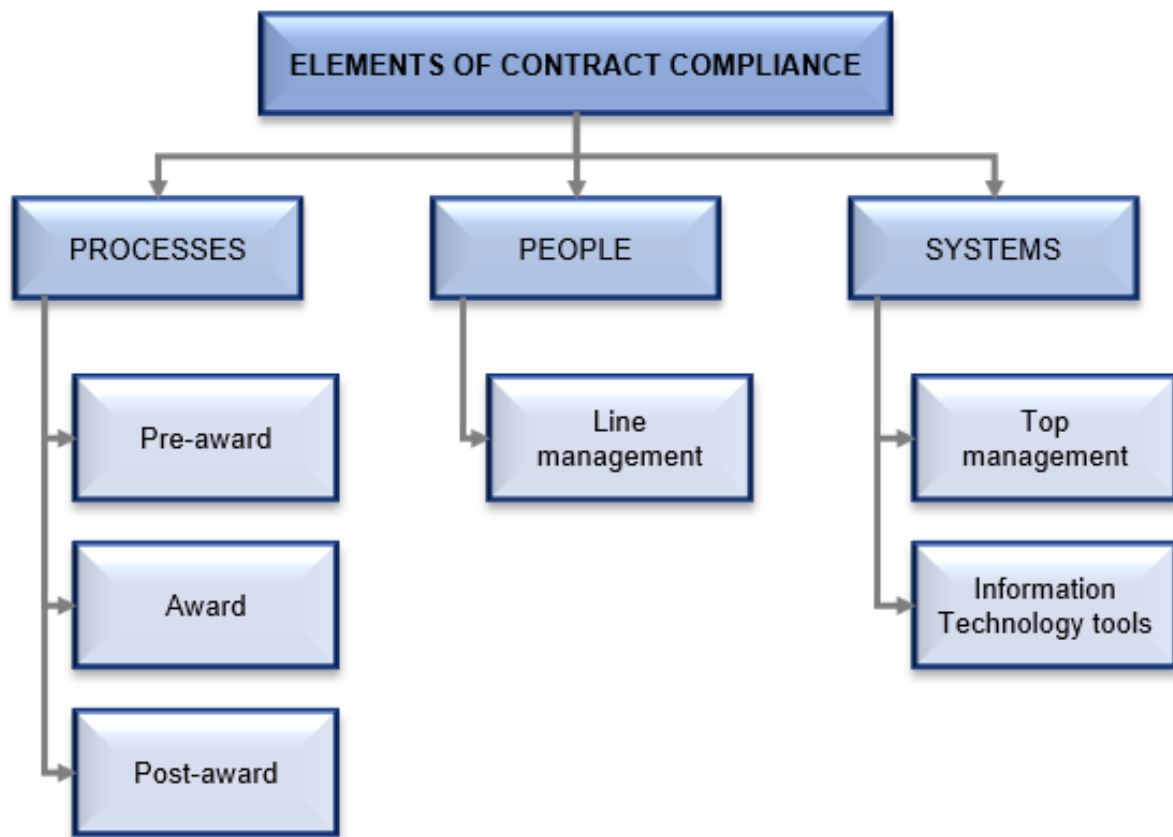 ELEMENTS OF CONTRACT COMPLIANCE
PROCESSES
PEOPLE
SYSTEMS
Pre-award
Line
management
Top
management
Award
Information
Technology tools
Post-award